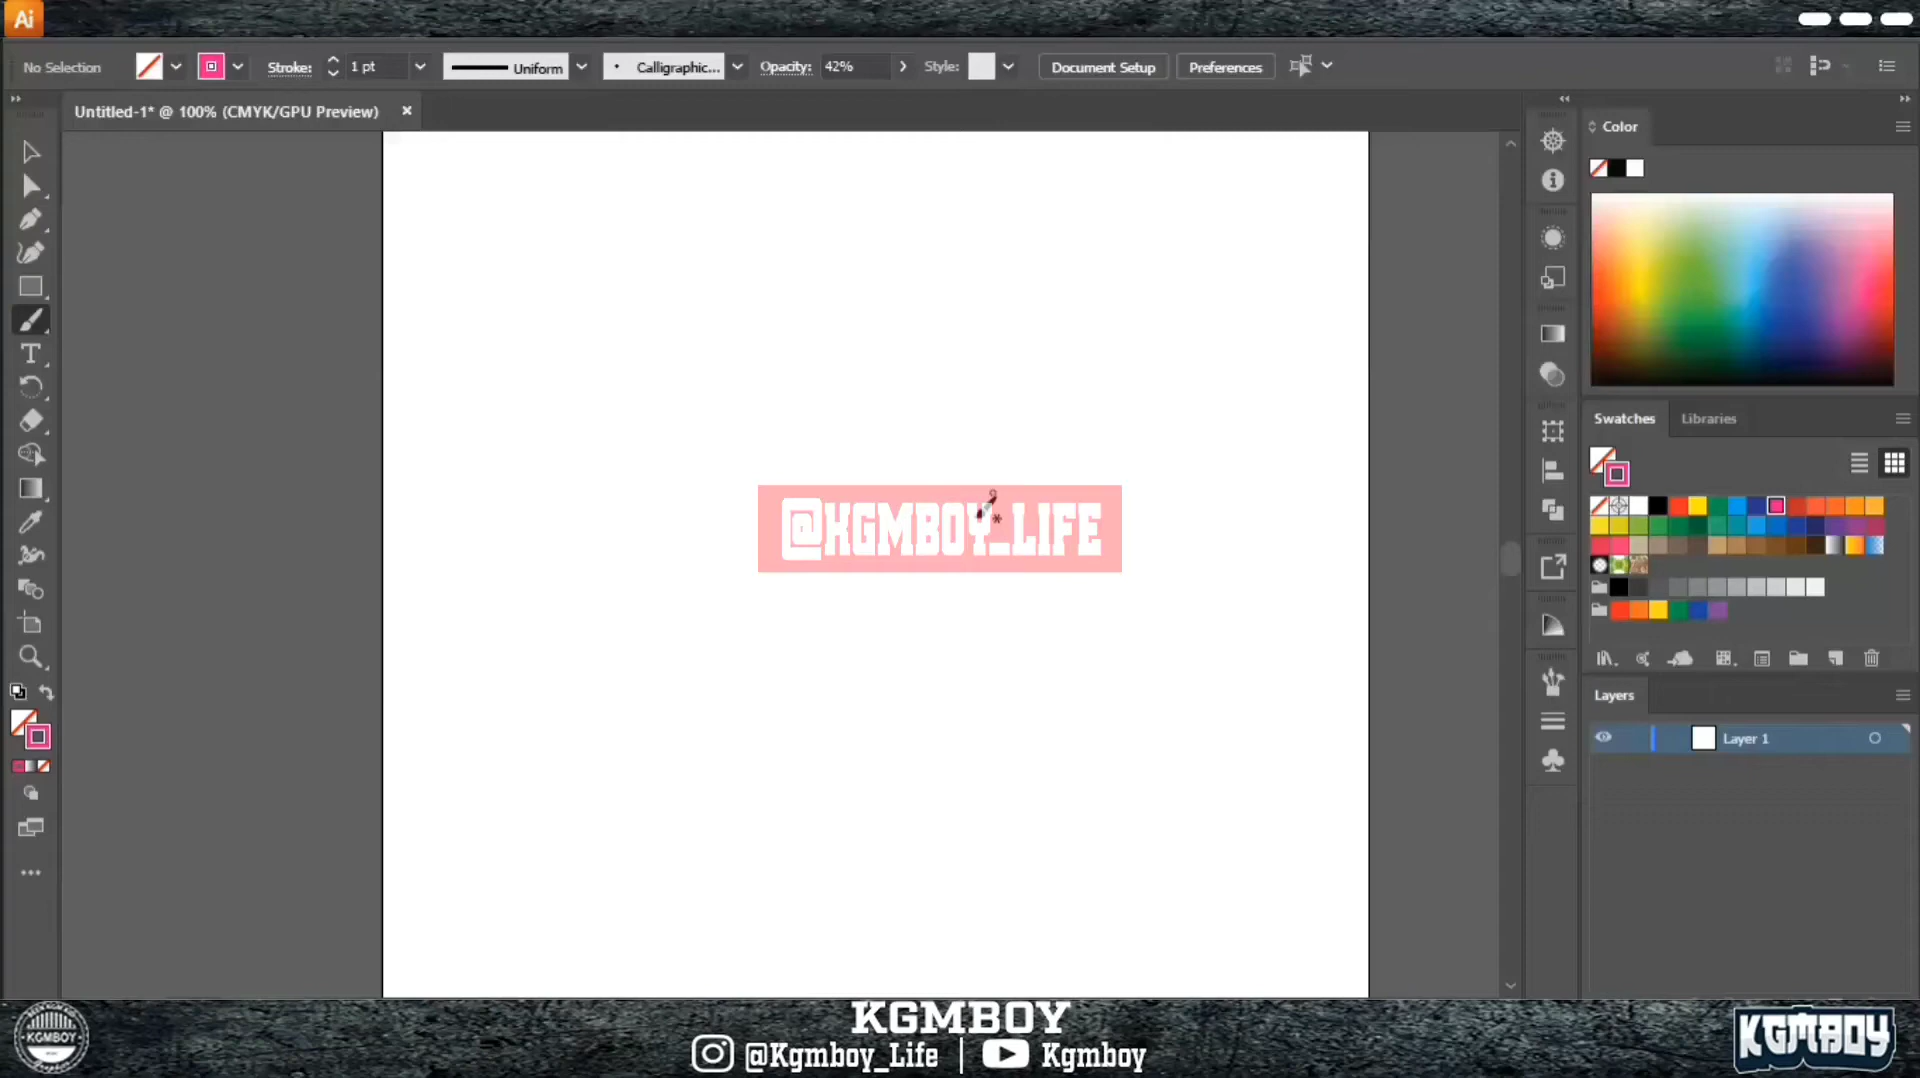 Ai
No Selection
Stroke:
1 pt
Uniform
Calligraphic...
Opacity:
42%
Style:
Document Setup
Preferences
Untitled-1* @ 100% (CMYK/GPU Preview)
Color
@KGMBOY_LIFE
Swatches
Libraries
Layers
Layer 1
KGMBOY
KGMBOY
@Kgmboy_Life | Kgmboy
KGMBOY